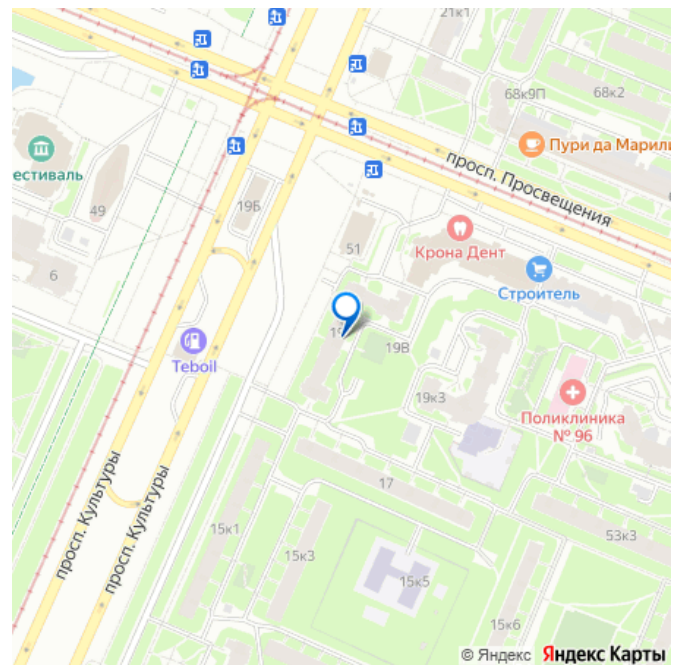 21к1
68к9П
68к2
Пури да Марили
просп. Просвещения
естиваль
49
19Б
51
Крона Дент
Строитель
6
19В
Teboil
19к3
Поликлиника
№ 96
17
просп. Культуры
просп. Культуры
15к1
15к3
53к3
15к5
15к6
© Яндекс Яндекс Карты